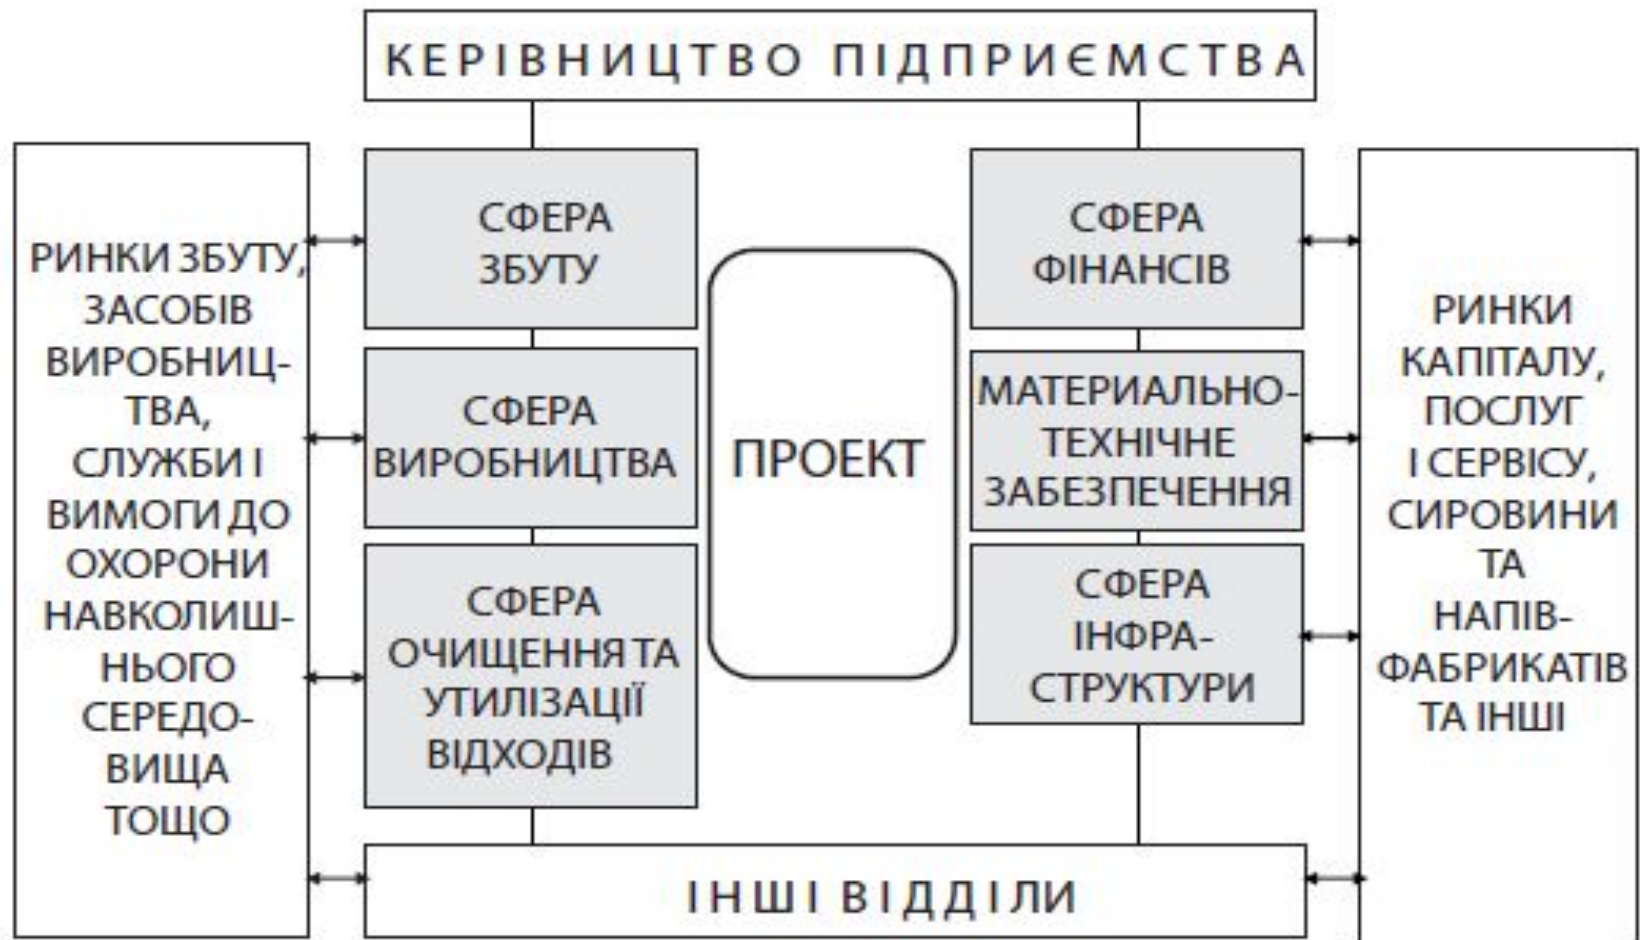 КЕРІВНИЦТВО ПІДПРИЄМСТВА
РИНКИ ЗБУТУ,
ЗАСОБІВ
ВИРОБНИЦ-
ТВА,
СЛУЖБИ І
ВИМОГИ ДО
ОХОРОНИ
НАВКОЛИШ-
НЬОГО
СЕРЕДО-
ВИЩА
ТОЩО
СФЕРА
ЗБУТУ
СФЕРА
ВИРОБНИЦТВА
СФЕРА
ОЧИЩЕННЯ ТА
УТИЛІЗАЦІЇ
ВІДХОДІВ
ПРОЕКТ
СФЕРА
ФІНАНСІВ
МАТЕРИАЛЬНО-
ТЕХНІЧНЕ
ЗАБЕЗПЕЧЕННЯ
СФЕРА
ІНФРА-
СТРУКТУРИ
РИНКИ
КАПІТАЛУ,
ПОСЛУГ
І СЕРВІСУ,
СИРОВИНИ
ТА
НАПІВ-
ФАБРИКАТІВ
ТА ІНШІ
ІНШІ ВІДДІЛИ